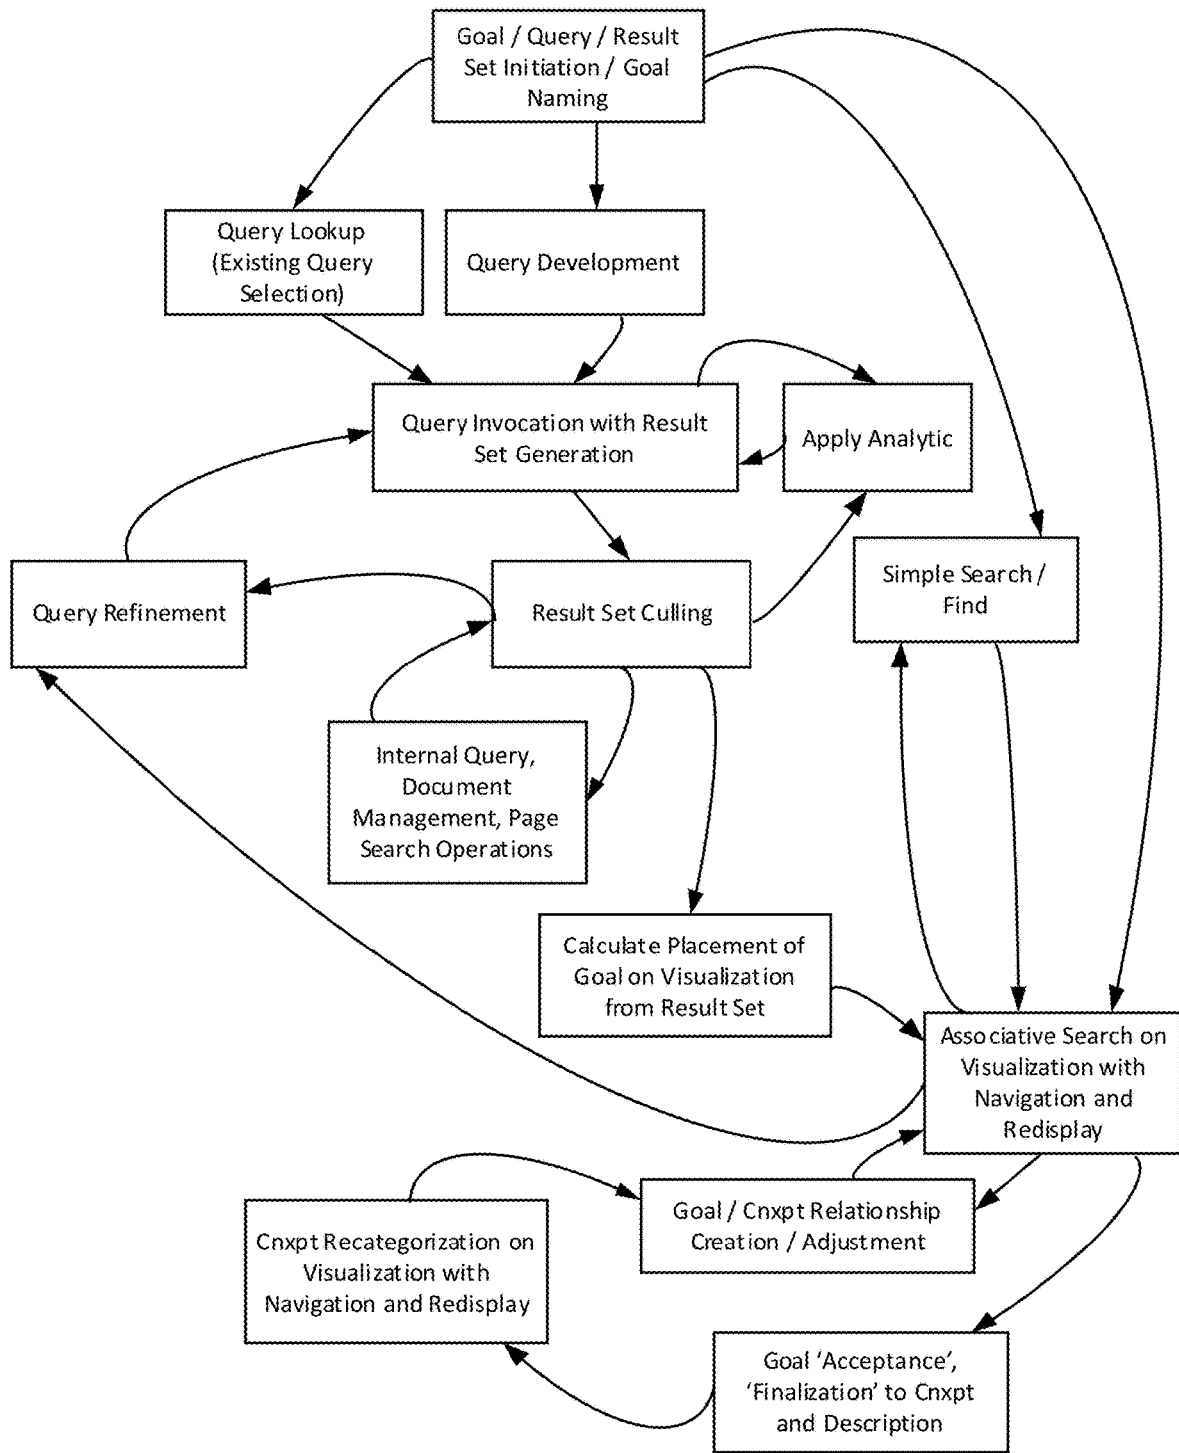 Goal / Query / Result
Set Initiation / Goal
Naming
Query Lookup
(Existing Query
Selection)
Query Development
Query Invocation with Result
Set Generation
Apply Analytic
Simple Search /
Find
Query Refinement
Result Set Culling
Internal Query,
Document
Management, Page
Search Operations
Calculate Placement of
Goal on Visualization
from Result Set
Associative Search on
Visualization with
Navigation and
Redisplay
Goal / Cnxpt Relationship
Creation / Adjustment
Cnxpt Recategorization on
Visualization with
Navigation and Redisplay
Goal ‘Acceptance’,
‘Finalization’ to Cnxpt
and Description